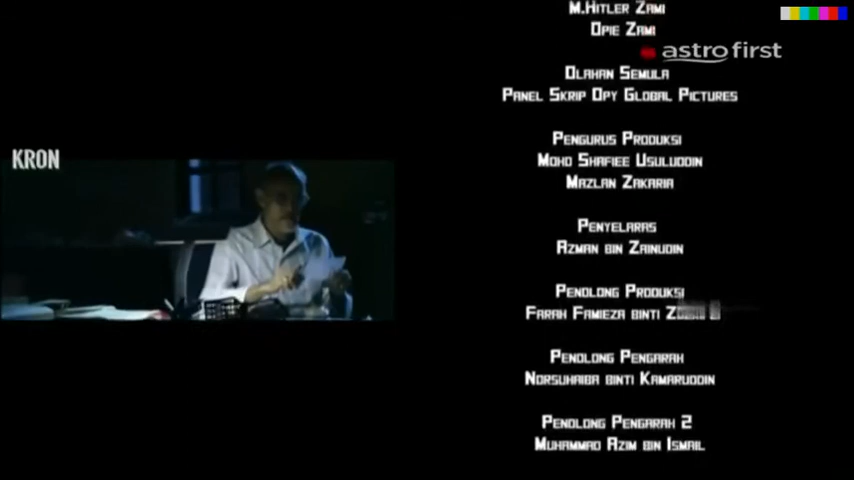 M.Hitler Zami
Opie Zami
astro first
Olahan Semula
Panel Skrip Opy Global Pictures
Pengurus Produksi
Mohd Shafiee Usuluddin
Mazlan Zakaria
KRON
Penyelaras
Azman bin Zainudin
Penolong Produksi
Farah Famieza binti
Penolong Pengarah
Norsuhaiba binti Kamaruddin
Penolong Pengarah 2
Muhammad Azim bin Ismail